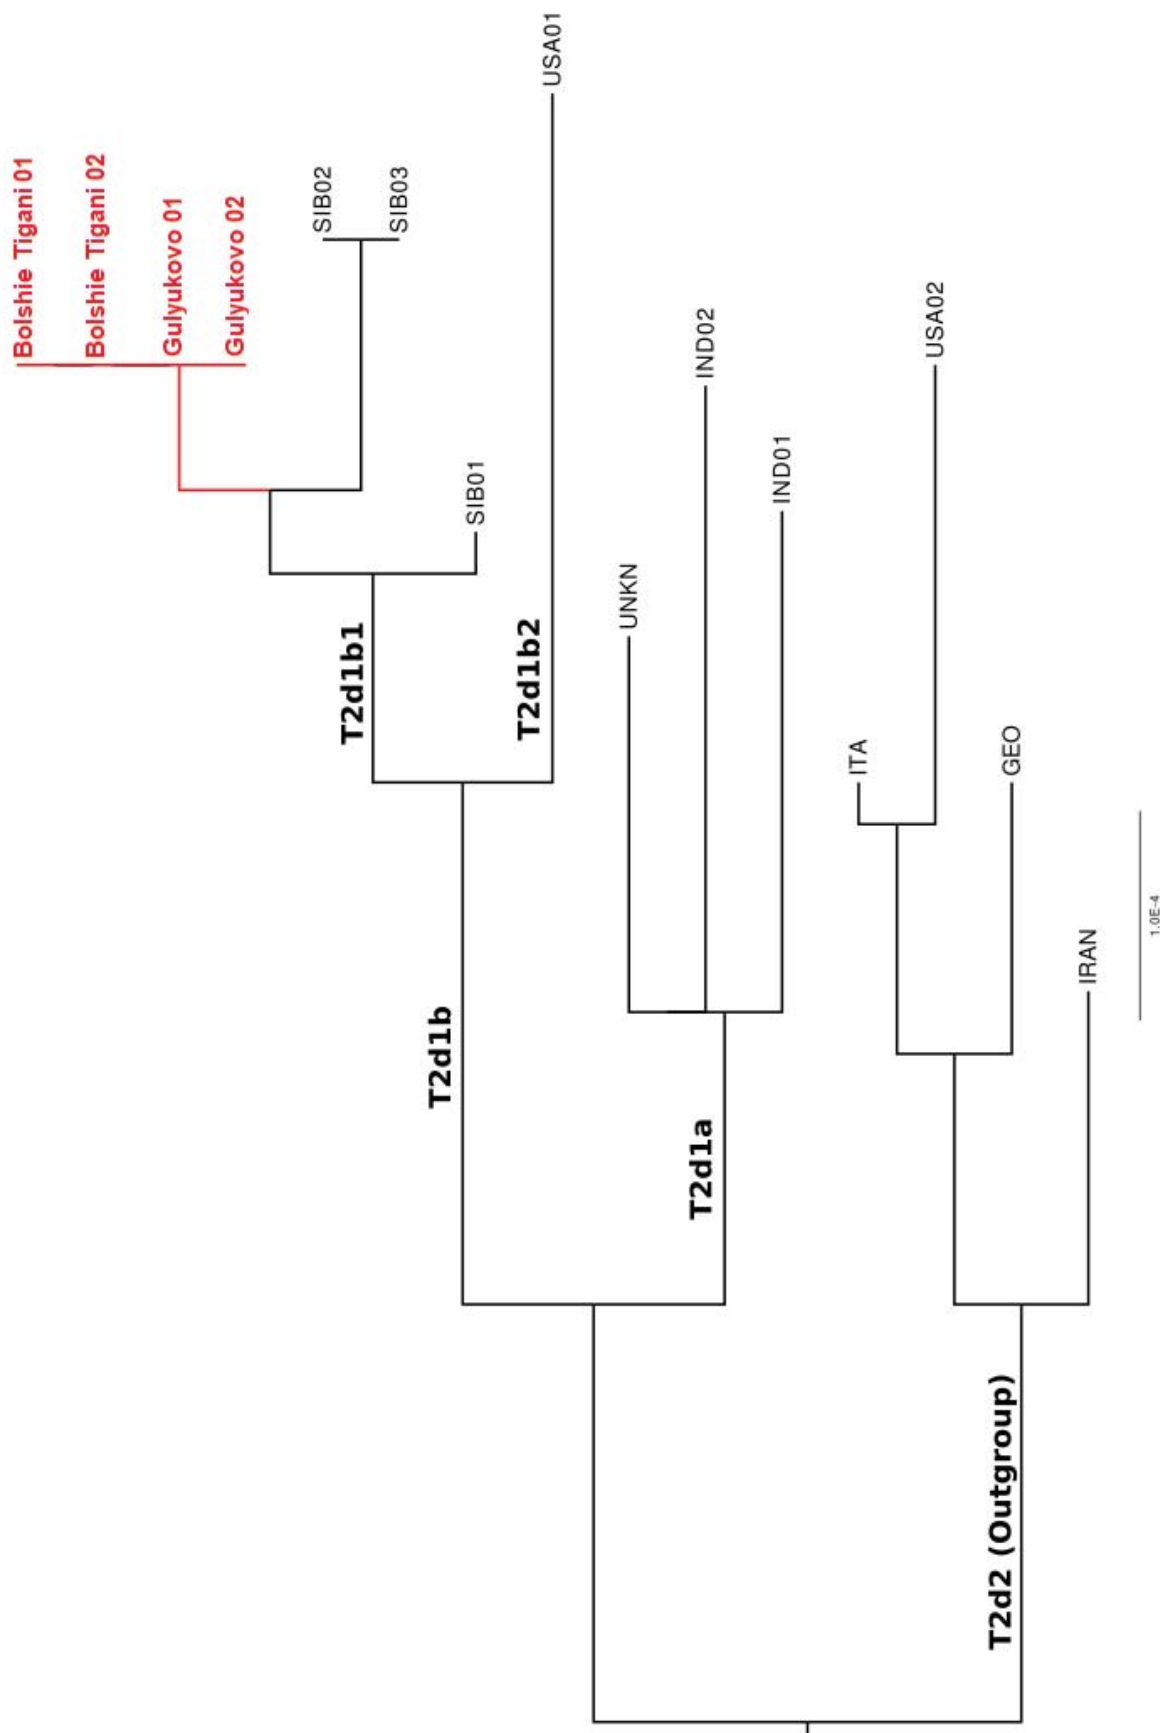 Bolshie Tigani 01
Bolshie Tigani 02
Gulyukovo 01
Gulyukovo 02
SIB02
SIB03
T2d1b1
SIB01
T2d1b2
USA01
T2d1b
UNKN
IND02
IND01
T2d1a
ITA
USA02
GEO
IRAN
T2d2 (Outgroup)
1.0E-4